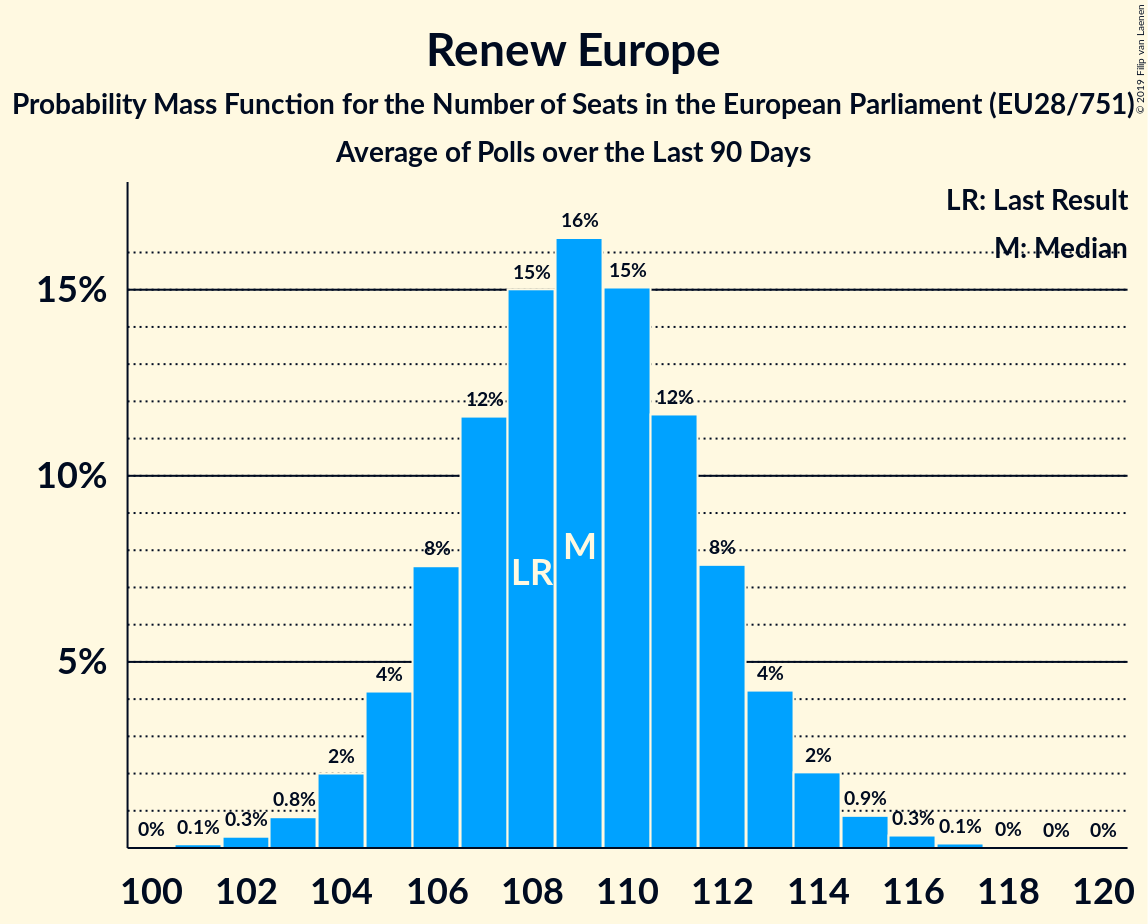 Renew Europe
Probability Mass Function for the Number of Seats in the European Parliament (EU28/751)
Average of Polls over the Last 90 Days
© 2019 Filip van Laenen
LR: Last Result
M: Median
15%
10%
5%
0%
0.1%
0.3%
0.8%
2%
4%
8%
12%
15%
16%
15%
12%
8%
4%
2%
0.9%
0.3%
0.1%
0%
0%
0%
LR
M
100 102 104 106 108 110 112 114 116 118 120